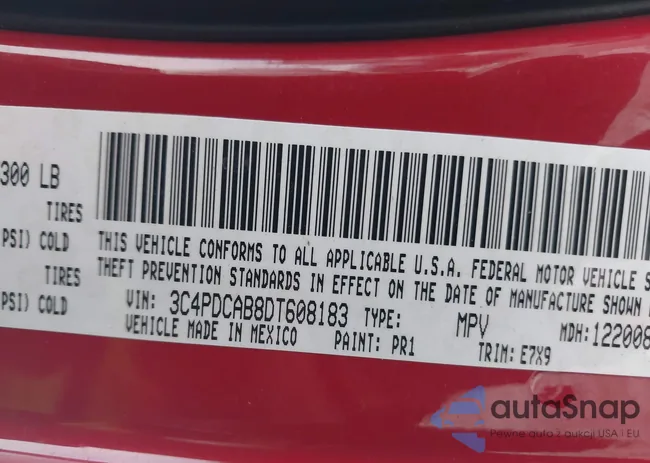 300 LB
TIRES
PSI) COLD
TIRES
PSI) COLD
THIS VEHICLE CONFORMS TO ALL APPLICABLE U.S.A. FEDERAL MOTOR VEHICLE S
THEFT PREVENTION STANDARDS IN EFFECT ON THE DATE OF MANUFACTURE SHOWN
VIN: 3C4PDCAB8DT608183 TYPE: MPV MDH: 122008
VEHICLE MADE IN MEXICO PAINT: PR1 TRIM: E7X9
autaSnap
Pewne auta z aukcji USA i EU